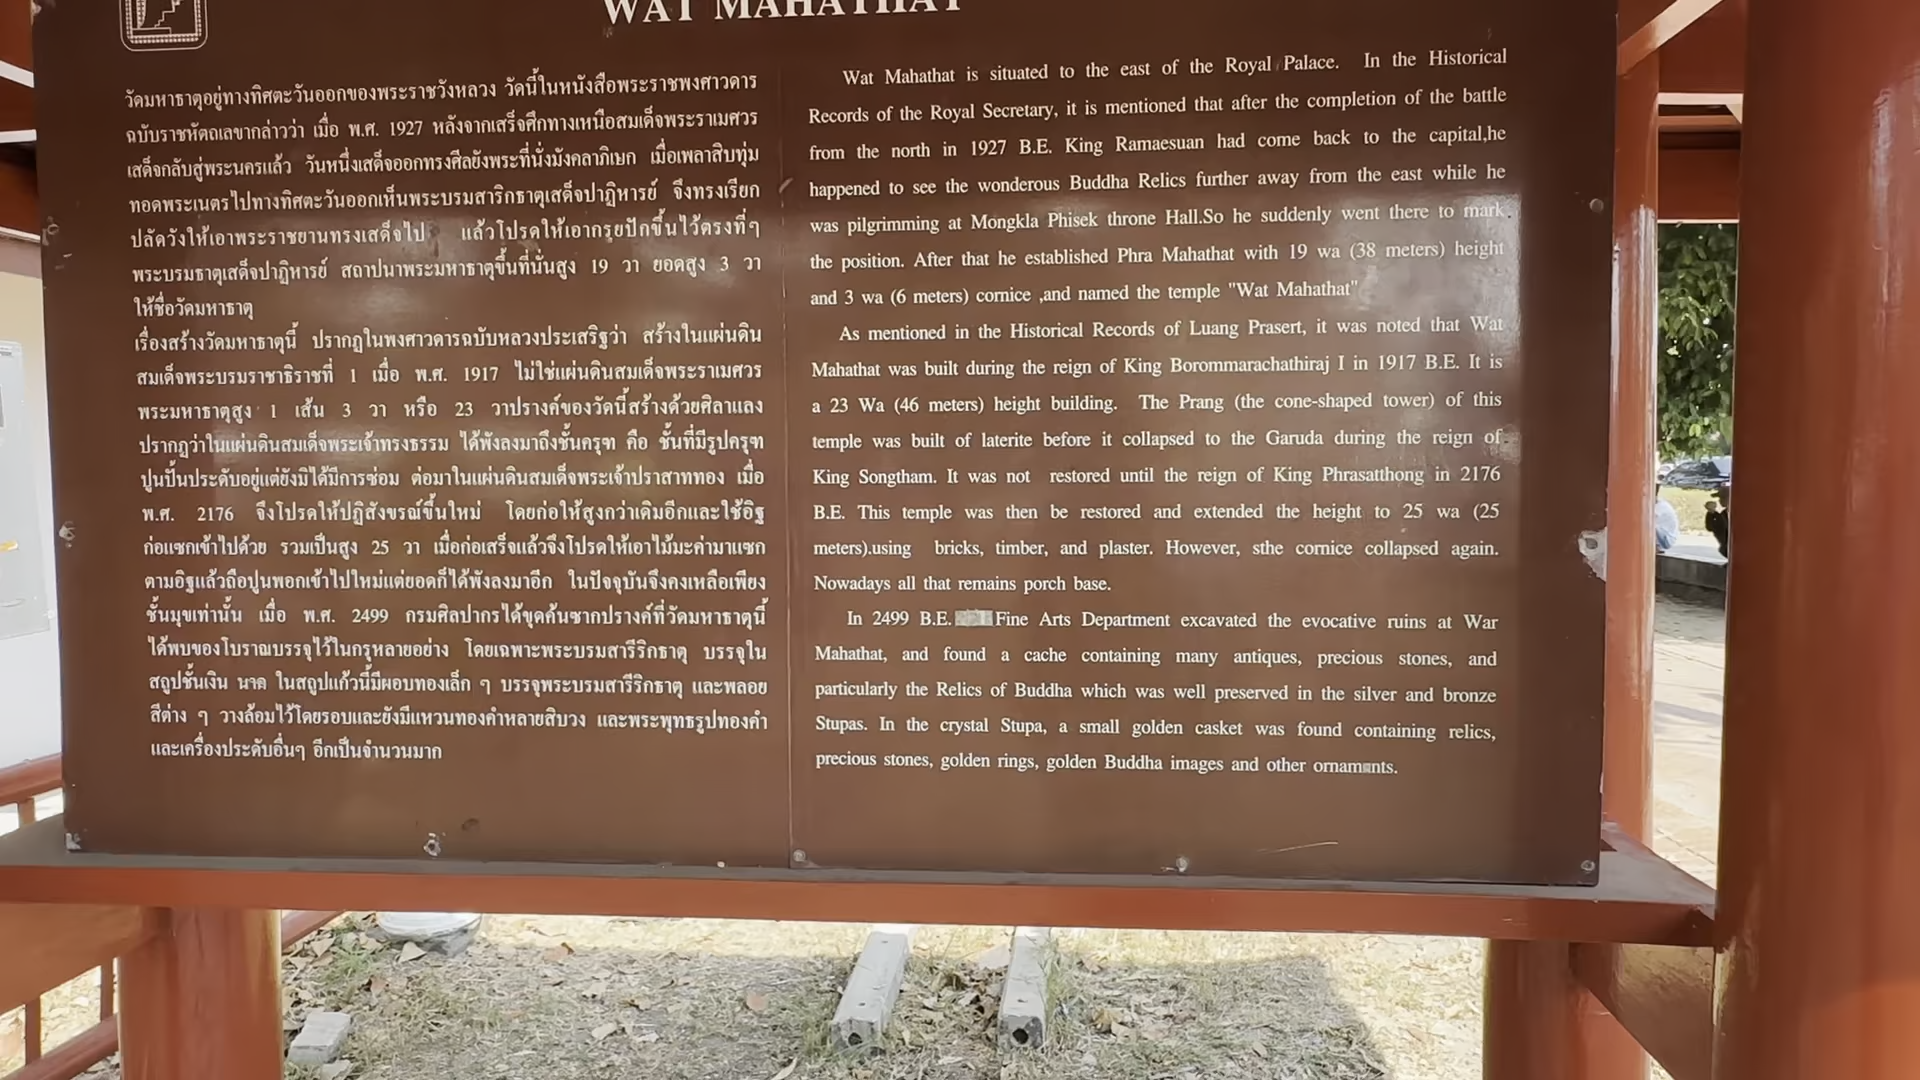 WAT MAHATHAT
วัดมหาธาตุอยู่ทางทิศตะวันออกของพระราชวังหลวง วัดนี้ในหนังสือพระราชพงศาวดาร
ฉบับราชหัตถเลขากล่าวว่า เมื่อ พ.ศ. 1927 หลังจากเสร็จศึกทางเหนือสมเด็จพระราเมศวร
เสด็จกลับสู่พระนครแล้ว วันหนึ่งเสด็จออกทรงศีลยังพระที่นั่งมังคลาภิเษก เมื่อเพลาสิบทุ่ม
ทอดพระเนตรไปทางทิศตะวันออกเห็นพระบรมสาริกธาตุเสด็จปาฏิหารย์ จึงทรงเรียก
ปลัดวังให้เอาพระราชยานทรงเสด็จไป แล้วโปรดให้เอากรุยปักขึ้นไว้ตรงที่ๆ
พระบรมธาตุเสด็จปาฏิหารย์ สถาปนาพระมหาธาตุขึ้นที่นั่นสูง 19 วา ยอดสูง 3 วา
ให้ชื่อวัดมหาธาตุ
เรื่องสร้างวัดมหาธาตุนี้ ปรากฏในพงศาวดารฉบับหลวงประเสริฐว่า สร้างในแผ่นดิน
สมเด็จพระบรมราชาธิราชที่ 1 เมื่อ พ.ศ. 1917 ไม่ใช่แผ่นดินสมเด็จพระราเมศวร
พระมหาธาตุสูง 1 เส้น 3 วา หรือ 23 วาปรางค์ของวัดนี้สร้างด้วยศิลาแลง
ปรากฏว่าในแผ่นดินสมเด็จพระเจ้าทรงธรรม ได้พังลงมาถึงชั้นครุฑ คือ ชั้นที่มีรูปครุฑ
ปูนปั้นประดับอยู่แต่ยังมิได้มีการซ่อม ต่อมาในแผ่นดินสมเด็จพระเจ้าปราสาททอง เมื่อ
พ.ศ. 2176 จึงโปรดให้ปฏิสังขรณ์ขึ้นใหม่ โดยก่อให้สูงกว่าเดิมอีกและใช้อิฐ
ก่อแซกเข้าไปด้วย รวมเป็นสูง 25 วา เมื่อก่อเสร็จแล้วจึงโปรดให้เอาไม้มะค่ามาแซก
ตามอิฐแล้วถือปูนพอกเข้าไปใหม่แต่ยอดก็ได้พังลงมาอีก ในปัจจุบันจึงคงเหลือเพียง
ชั้นมุขเท่านั้น เมื่อ พ.ศ. 2499 กรมศิลปากรได้ขุดค้นซากปรางค์ที่วัดมหาธาตุนี้
ได้พบของโบราณบรรจุไว้ในกรุหลายอย่าง โดยเฉพาะพระบรมสารีริกธาตุ บรรจุใน
สถูปชั้นเงิน นาค ในสถูปแก้วนี้มีผอบทองเล็ก ๆ บรรจุพระบรมสารีริกธาตุ และพลอย
สีต่าง ๆ วางล้อมไว้โดยรอบและยังมีแหวนทองคำหลายสิบวง และพระพุทธรูปทองคำ
และเครื่องประดับอื่นๆ อีกเป็นจำนวนมาก
Wat Mahathat is situated to the east of the Royal Palace. In the Historical
Records of the Royal Secretary, it is mentioned that after the completion of the battle
from the north in 1927 B.E. King Ramaesuan had come back to the capital,he
happened to see the wonderous Buddha Relics further away from the east while he
was pilgrimming at Mongkla Phisek throne Hall.So he suddenly went there to mark
the position. After that he established Phra Mahathat with 19 wa (38 meters) height
and 3 wa (6 meters) cornice ,and named the temple "Wat Mahathat"
As mentioned in the Historical Records of Luang Prasert, it was noted that Wat
Mahathat was built during the reign of King Borommarachathiraj I in 1917 B.E. It is
a 23 Wa (46 meters) height building. The Prang (the cone-shaped tower) of this
temple was built of laterite before it collapsed to the Garuda during the reign of
King Songtham. It was not restored until the reign of King Phrasatthong in 2176
B.E. This temple was then be restored and extended the height to 25 wa (25
meters).using bricks, timber, and plaster. However, sthe cornice collapsed again.
Nowadays all that remains porch base.
In 2499 B.E. Fine Arts Department excavated the evocative ruins at War
Mahathat, and found a cache containing many antiques, precious stones, and
particularly the Relics of Buddha which was well preserved in the silver and bronze
Stupas. In the crystal Stupa, a small golden casket was found containing relics,
precious stones, golden rings, golden Buddha images and other ornaments.